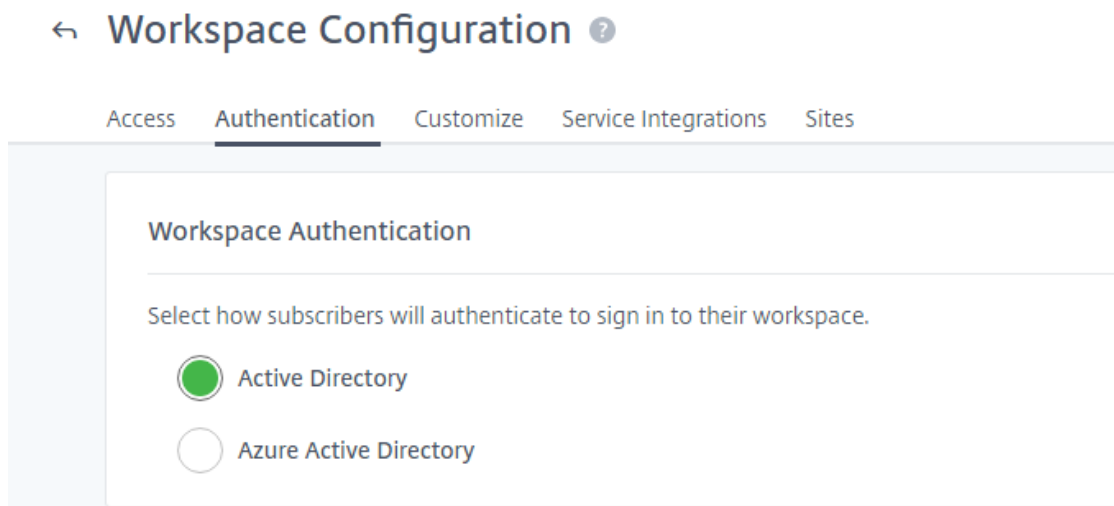 Workspace Configuration ?
Access Authentication Customize Service Integrations Sites
Workspace Authentication
Select how subscribers will authenticate to sign in to their workspace.
Active Directory
Azure Active Directory